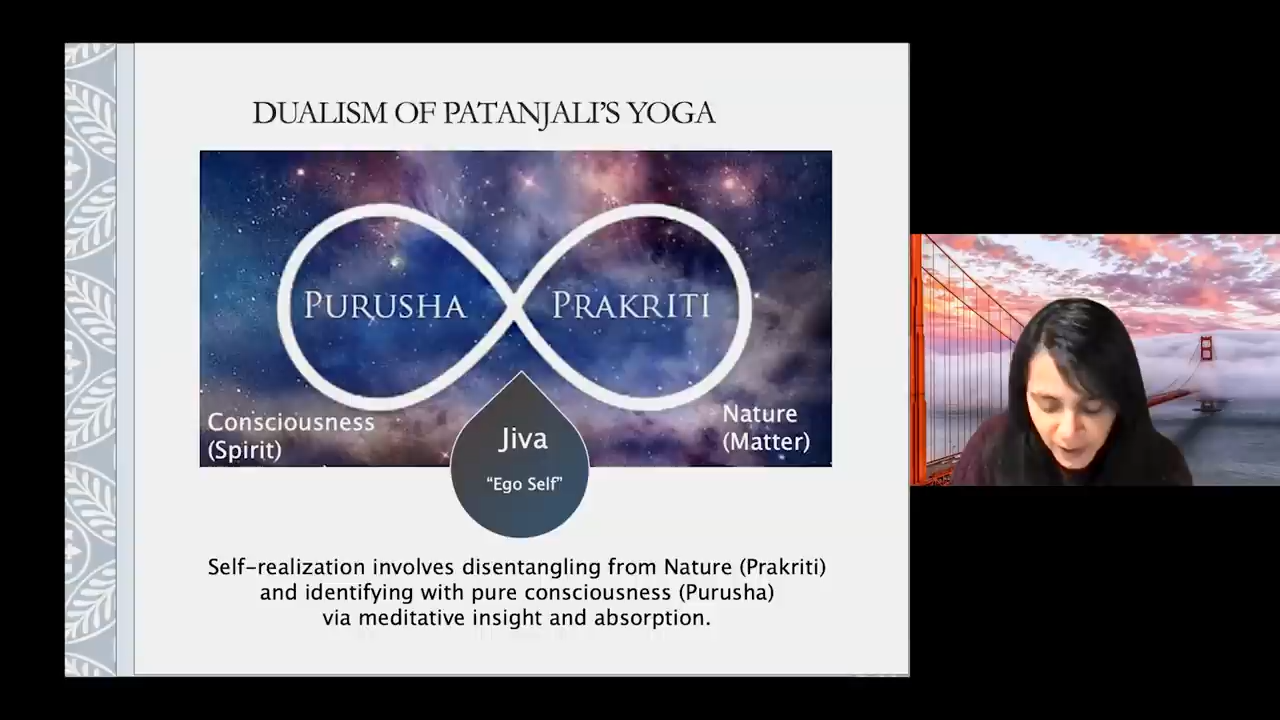 DUALISM OF PATANJALI'S YOGA
PURUSHA
PRAKRITI
Consciousness
(Spirit)
Nature
(Matter)
Jiva
“Ego Self”
Self-realization involves disentangling from Nature (Prakriti)
and identifying with pure consciousness (Purusha)
via meditative insight and absorption.